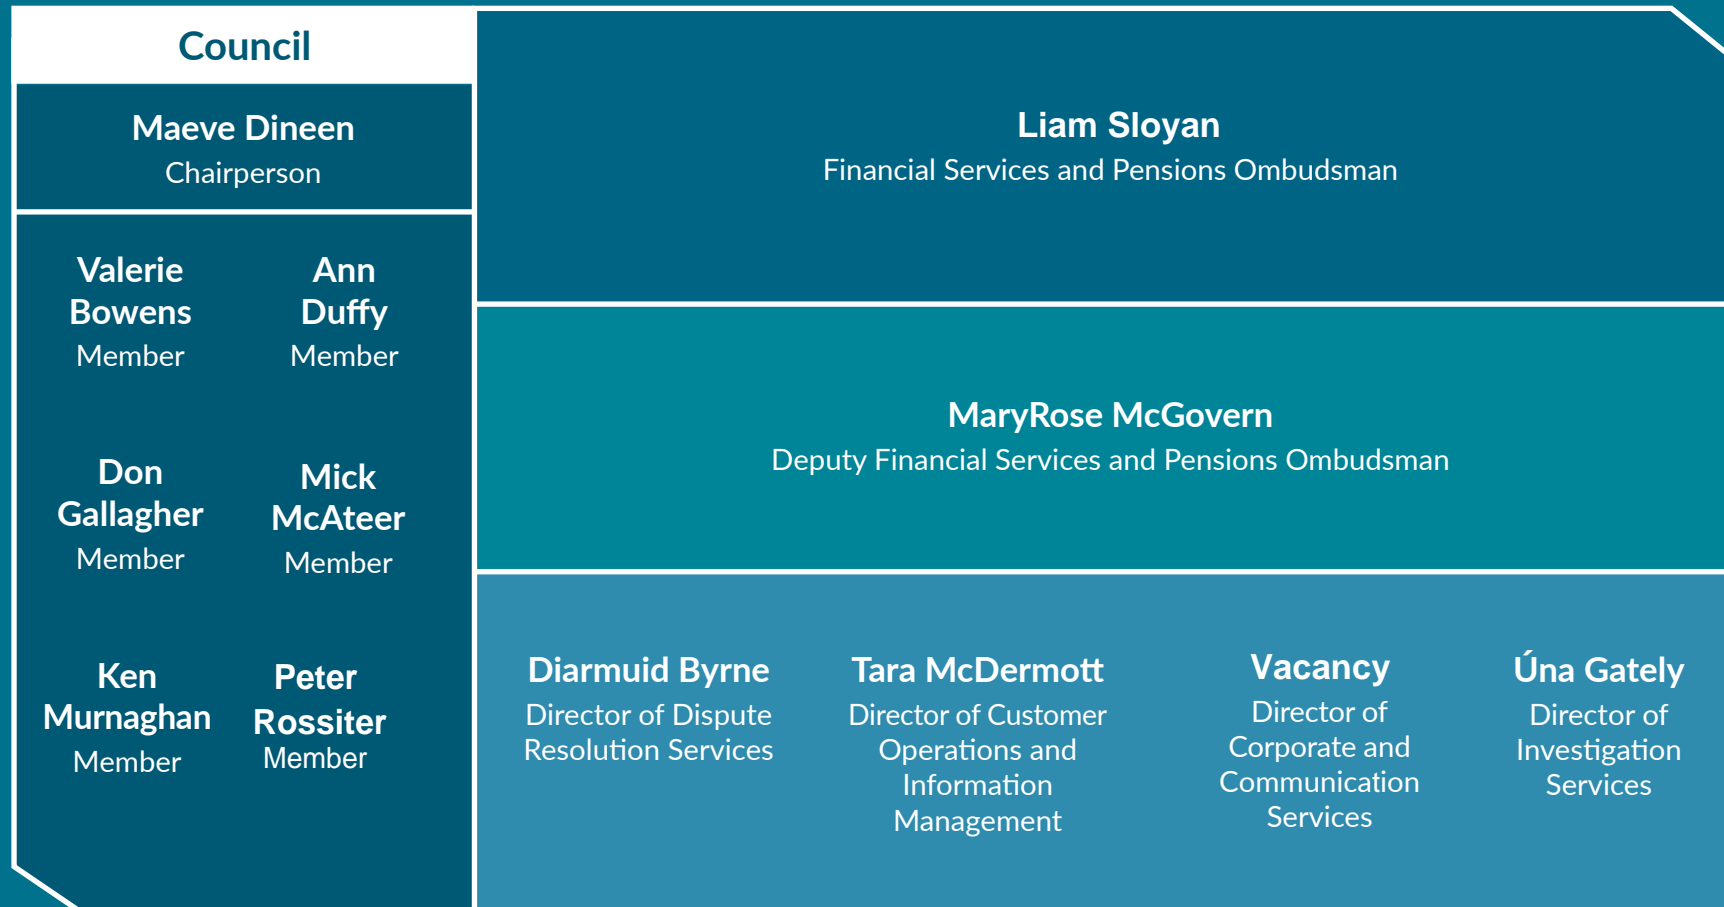 Council
Maeve Dineen
Chairperson
Valerie
Bowens
Member
Ann
Duffy
Member
Don
Gallagher
Member
Mick
McAteer
Member
Ken
Murnaghan
Member
Peter
Rossiter
Member
Liam Sloyan
Financial Services and Pensions Ombudsman
MaryRose McGovern
Deputy Financial Services and Pensions Ombudsman
Diarmuid Byrne
Director of Dispute
Resolution Services
Tara McDermott
Director of Customer
Operations and
Information
Management
Vacancy
Director of
Corporate and
Communication
Services
Úna Gately
Director of
Investigation
Services